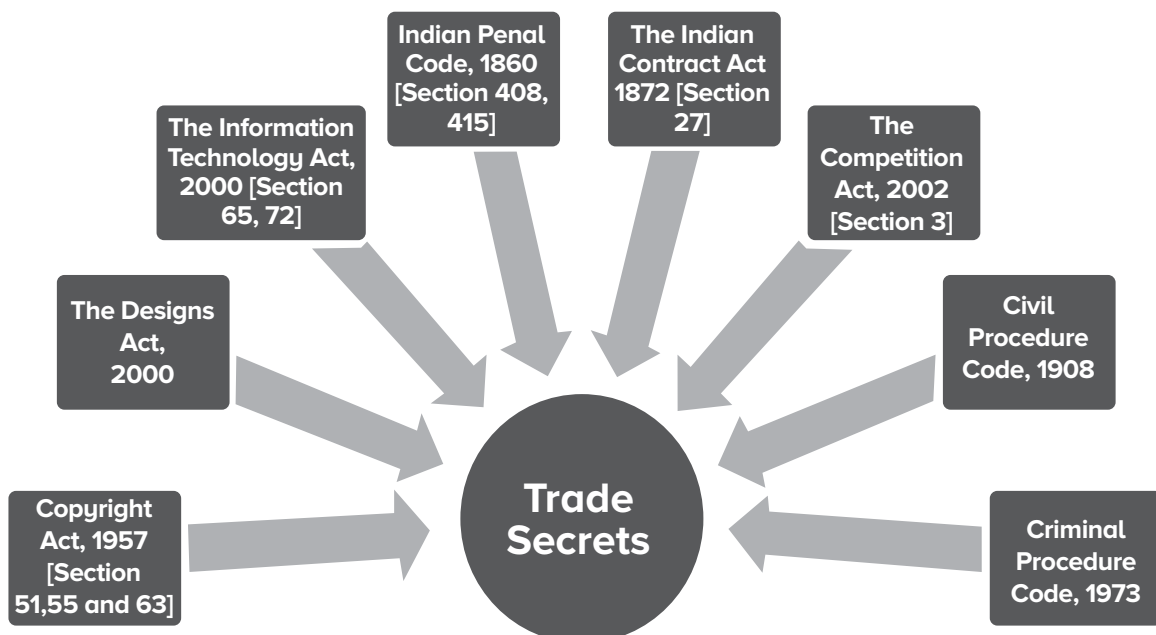 Indian Penal
Code, 1860
[Section 408,
415]
The Indian
Contract Act
1872 [Section
27]
The Information
Technology Act,
2000 [Section
65, 72]
The
Competition
Act, 2002
[Section 3]
The Designs
Act,
2000
Civil
Procedure
Code, 1908
Copyright
Act, 1957
[Section
51,55 and 63]
Trade
Secrets
Criminal
Procedure
Code, 1973